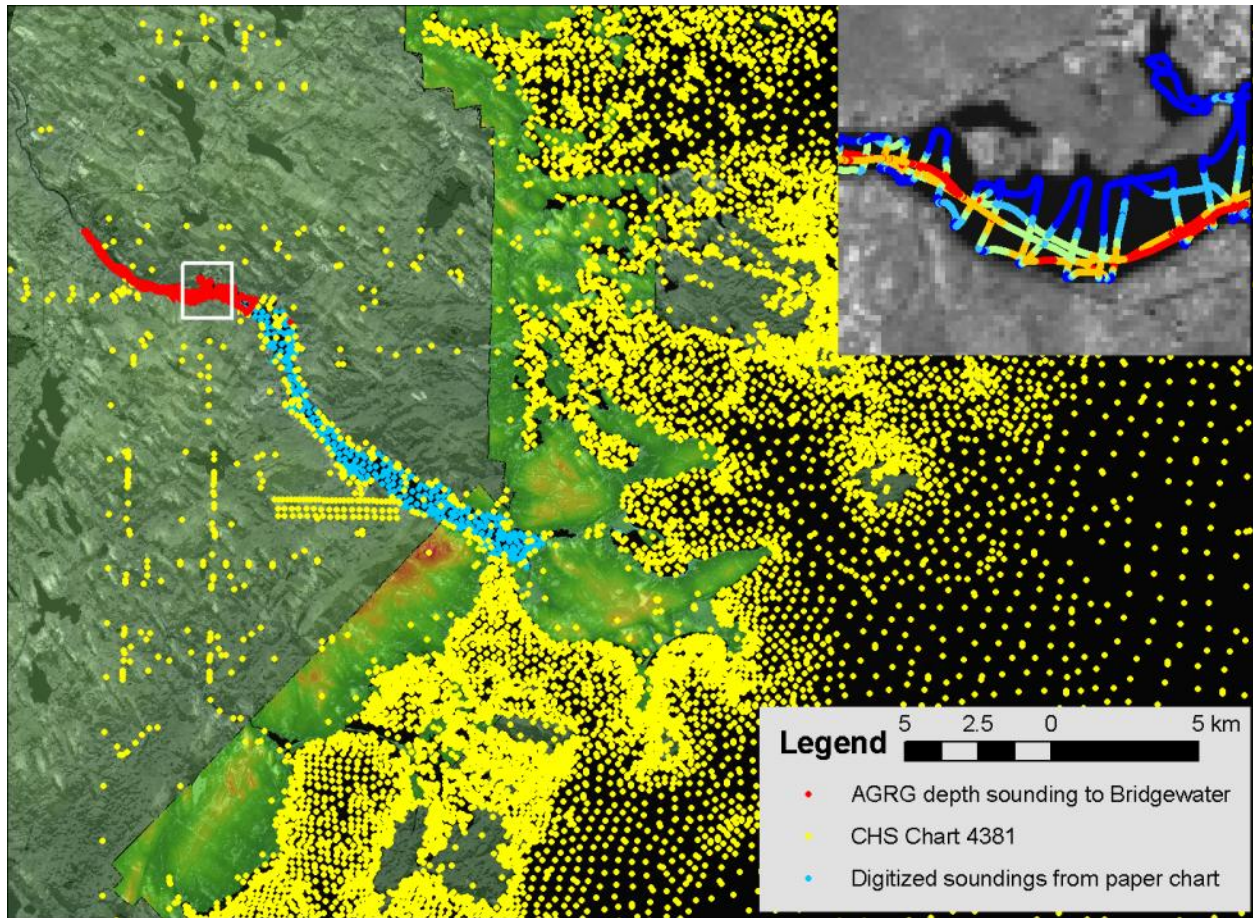 Legend
5 2.5 0 5 km
AGRG depth sounding to Bridgewater
CHS Chart 4381
Digitized soundings from paper chart